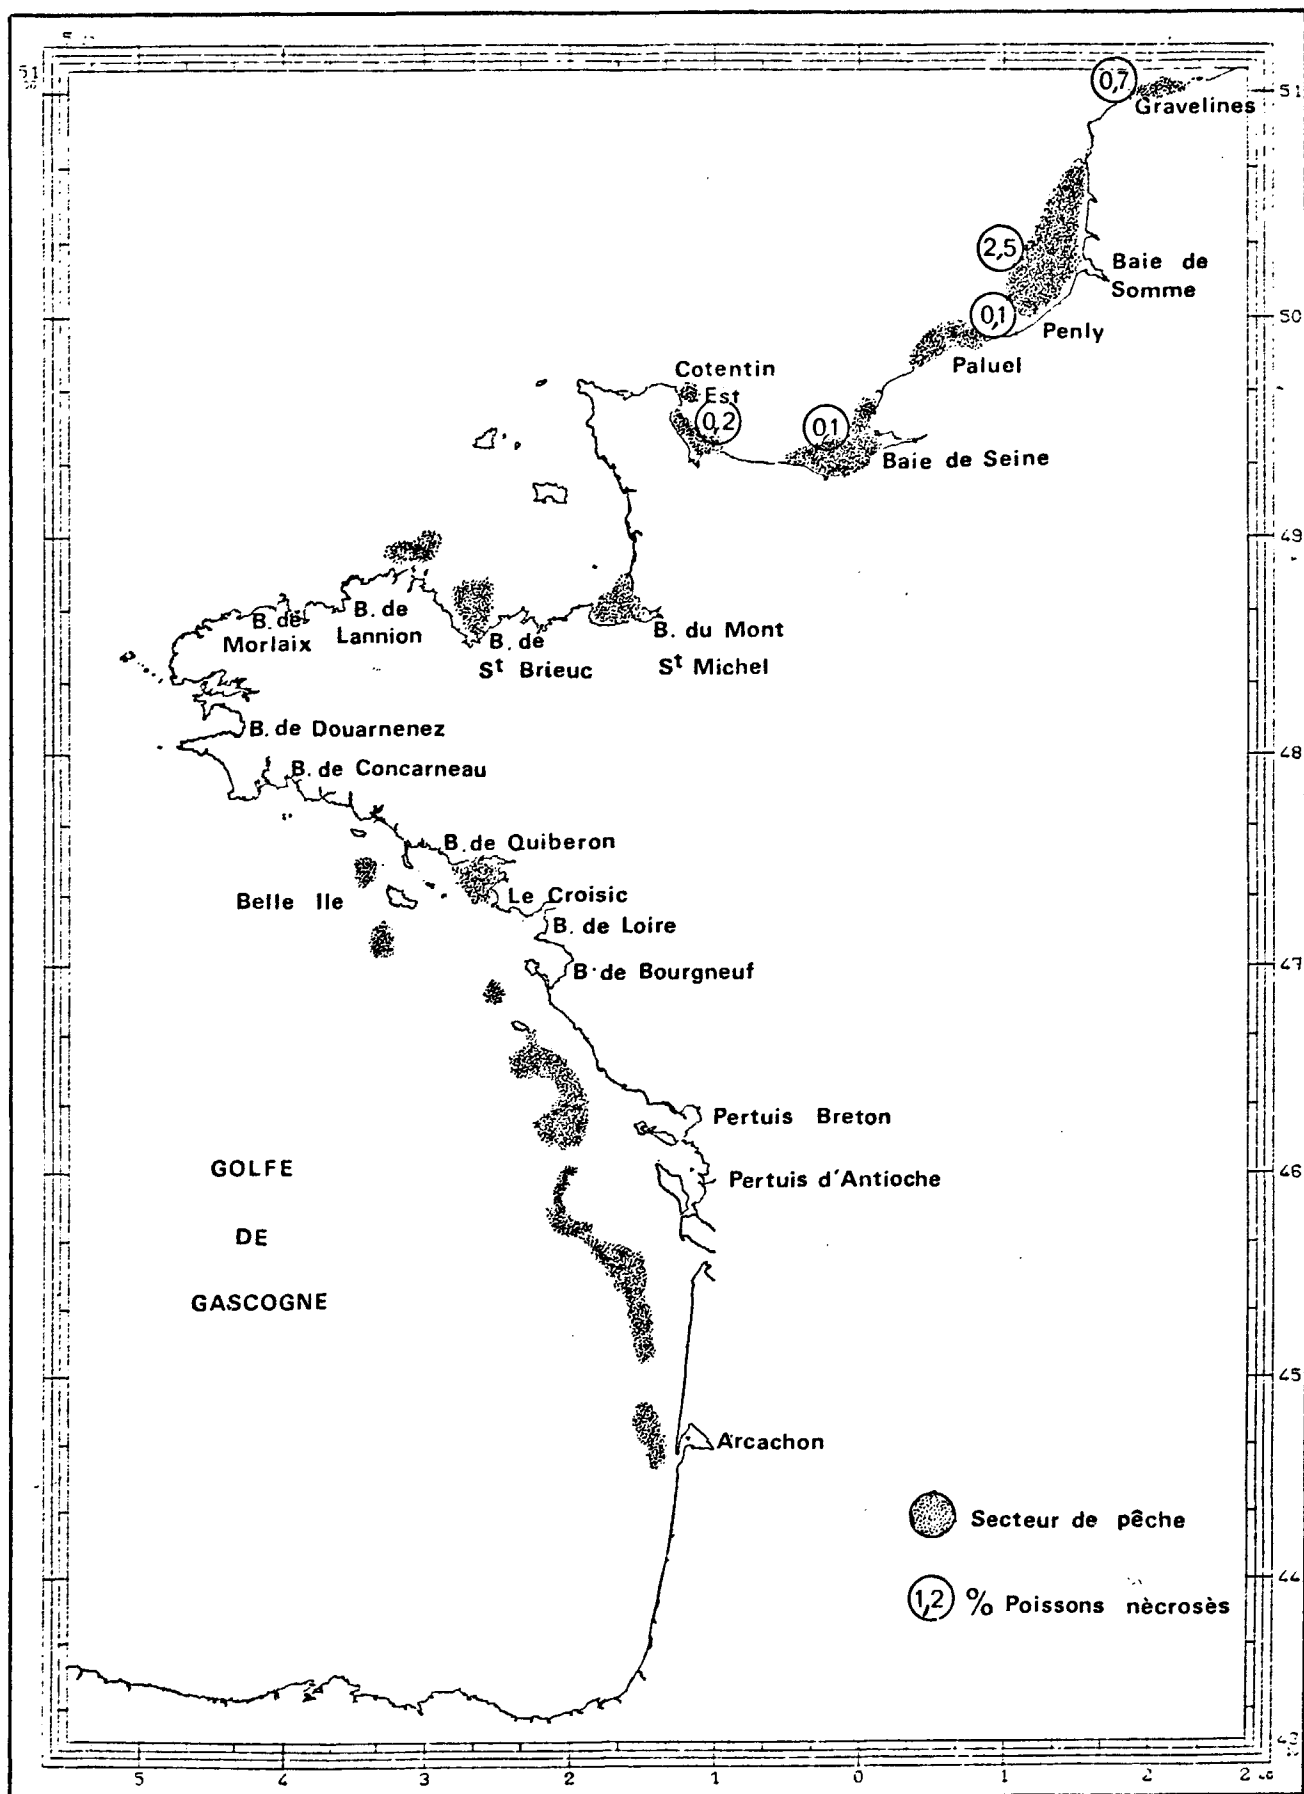 51
0,7
51
Gravelines
2,5
Baie de
Somme
0,1
50
Penly
Paluel
Cotentin
Est
0,2
0,1
Baie de Seine
49
B. de
Morlaix
B. de
Lannion
B. de
St Brieuc
B. du Mont
St Michel
B. de Douarnenez
48
B. de Concarneau
B. de Quiberon
Belle Ile
Le Croisic
B. de Loire
47
B. de Bourgneuf
Pertuis Breton
GOLFE
46
Pertuis d'Antioche
DE
GASCOGNE
45
Arcachon
Secteur de pêche
44
1,2 % Poissons nècrosès
43
5 4 3 2 1 0 1 2